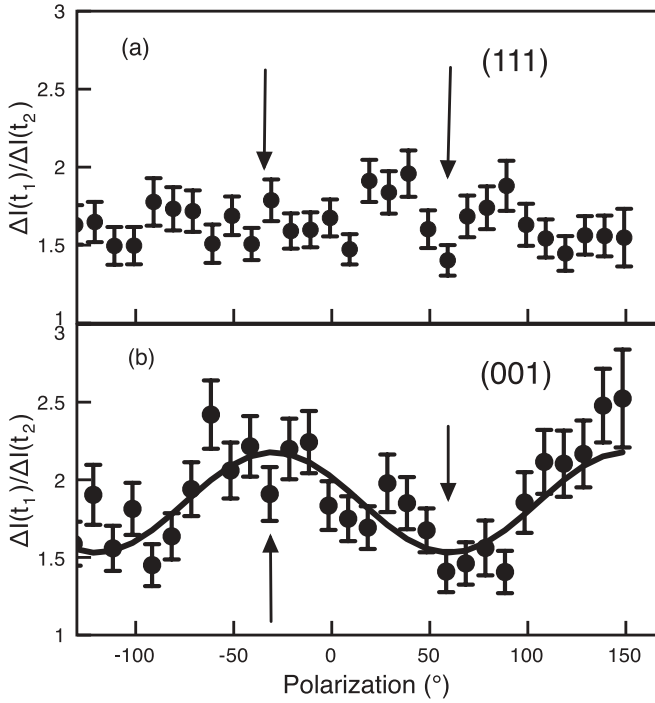 3
(a)
(111)
2.5
2
1.5
1
ΔI(t₁)/ΔI(t₂)
3
(b)
(001)
2.5
2
1.5
1
ΔI(t₁)/ΔI(t₂)
-100 -50 0 50 100 150
Polarization (°)